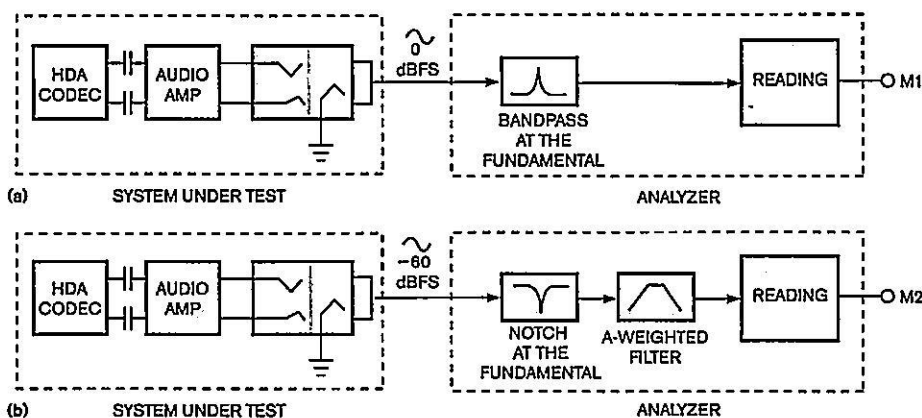 0
dBFS
HDA
CODEC
AUDIO
AMP
BANDPASS
AT THE
FUNDAMENTAL
READING
M1
(a)
SYSTEM UNDER TEST
ANALYZER
–60
dBFS
HDA
CODEC
AUDIO
AMP
NOTCH
AT THE
FUNDAMENTAL
A-WEIGHTED
FILTER
READING
M2
(b)
SYSTEM UNDER TEST
ANALYZER